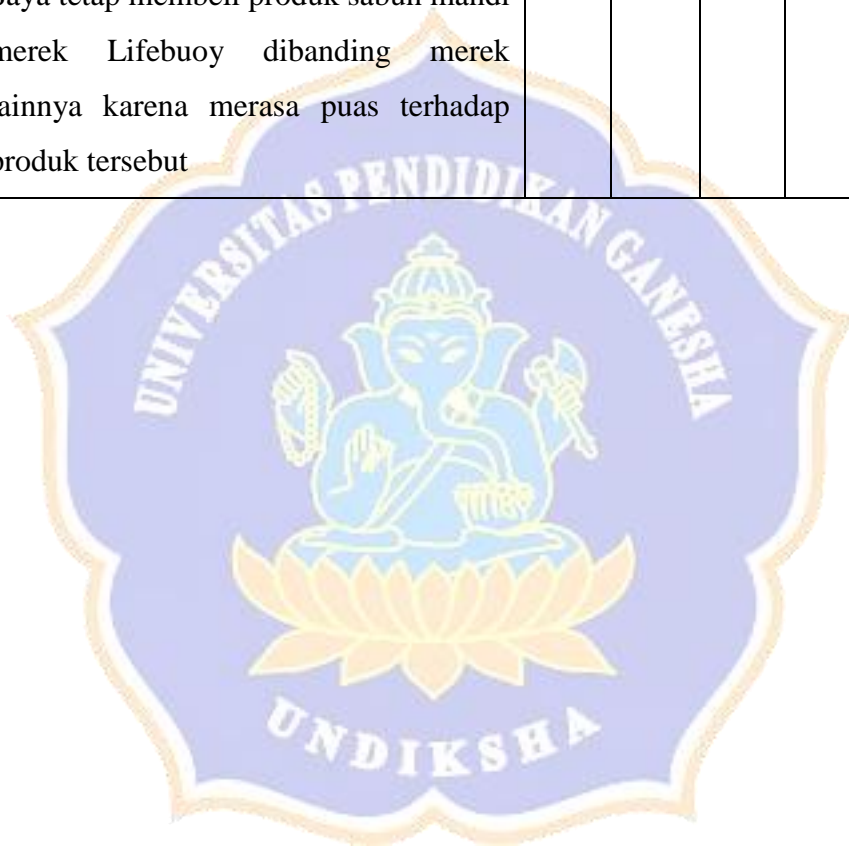 Saya tetap membeli produk sabun mandi
merek Lifebuoy dibanding merek
lainnya karena merasa puas terhadap
produk tersebut
UNIVERSITAS PENDIDIKAN GANESHA
UNDIKSHA